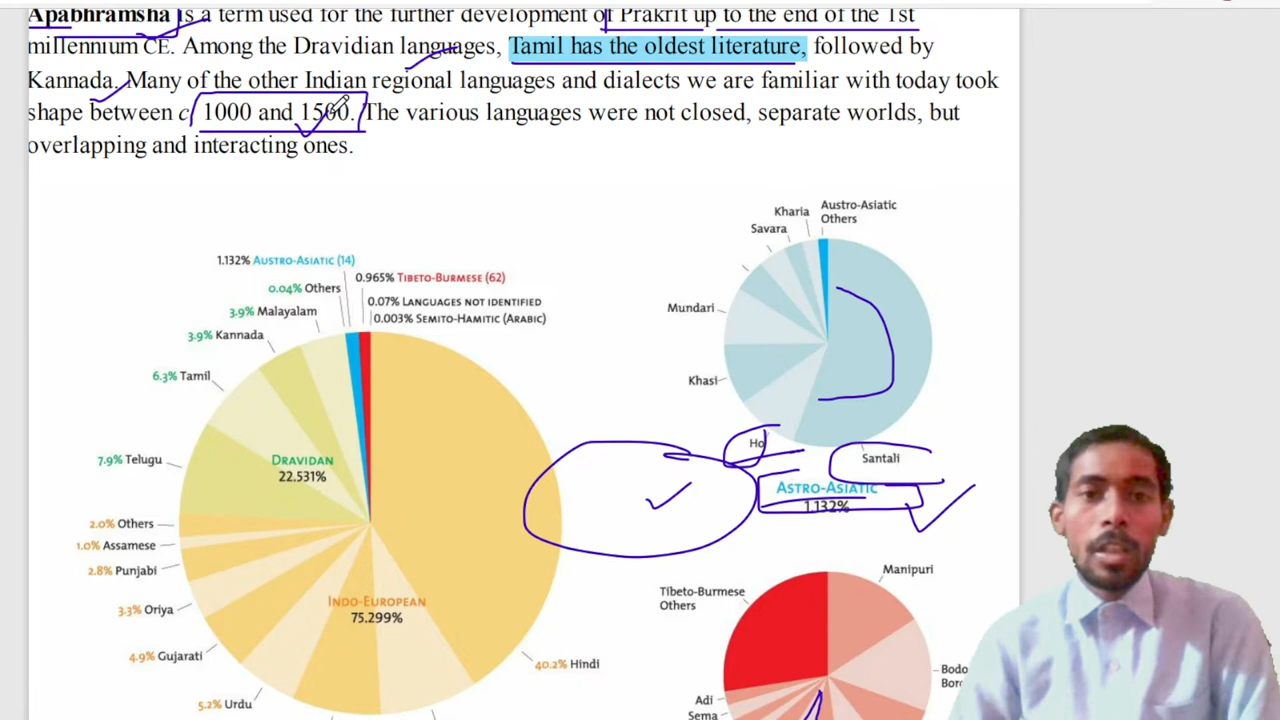 Apabhramsha is a term used for the further development of Prakrit up to the end of the 1st
millennium CE. Among the Dravidian languages, Tamil has the oldest literature, followed by
Kannada. Many of the other Indian regional languages and dialects we are familiar with today took
shape between c 1000 and 1500. The various languages were not closed, separate worlds, but
overlapping and interacting ones.
1.132% AUSTRO-ASIATIC (14)
0.965% TIBETO-BURMESE (62)
0.04% Others
0.07% LANGUAGES NOT IDENTIFIED
3.9% Malayalam
0.003% SEMITO-HAMITIC (ARABIC)
3.9% Kannada
6.3% Tamil
7.9% Telugu
DRAVIDAN
22.531%
2.0% Others
1.0% Assamese
2.8% Punjabi
3.3% Oriya
INDO-EUROPEAN
75.299%
4.9% Gujarati
40.2% Hindi
5.2% Urdu
Kharia
Austro-Asiatic
Others
Savara
Mundari
Khasi
Ho
Santali
ASTRO-ASIATIC
1.132%
Tibeto-Burmese
Others
Manipuri
Bodo
Adi
Sema